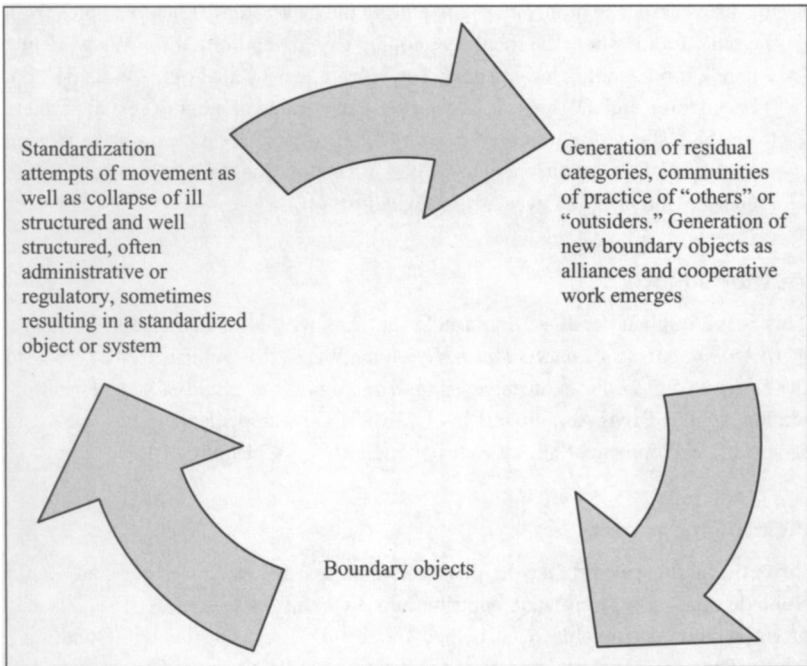 Standardization
attempts of movement as
well as collapse of ill
structured and well
structured, often
administrative or
regulatory, sometimes
resulting in a standardized
object or system
Generation of residual
categories, communities
of practice of “others” or
“outsiders.” Generation of
new boundary objects as
alliances and cooperative
work emerges
Boundary objects